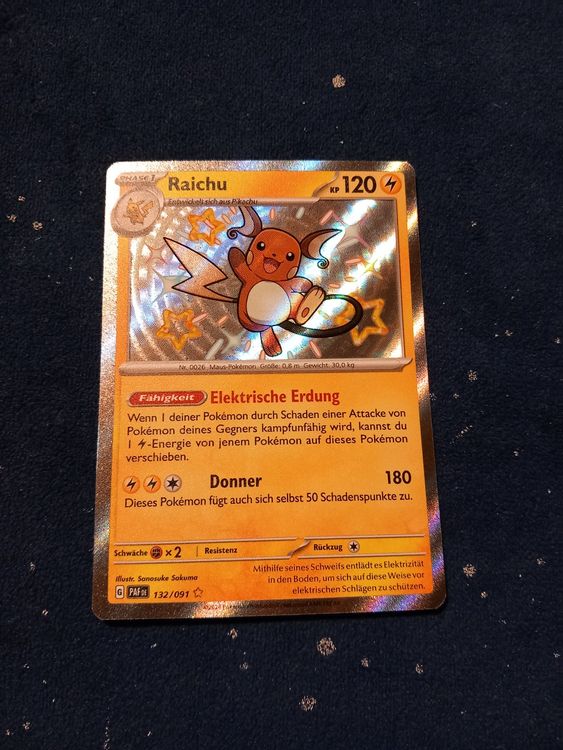 PHASE 1
Raichu
KP 120
Entwickelt sich aus Pikachu
Nr. 0026 Maus-Pokémon. Größe: 0,8 m Gewicht: 30,0 kg
Fähigkeit Elektrische Erdung
Wenn 1 deiner Pokémon durch Schaden einer Attacke von
Pokémon deines Gegners kampfunfähig wird, kannst du
1 -Energie von jenem Pokémon auf dieses Pokémon
verschieben.
Donner 180
Dieses Pokémon fügt auch sich selbst 50 Schadenspunkte zu.
Schwäche × 2 Resistenz Rückzug
Illustr. Sanosuke Sakuma
G PAF DE 132/091
Mithilfe seines Schweifs entlädt es Elektrizität
in den Boden, um sich auf diese Weise vor
elektrischen Schlägen zu schützen.